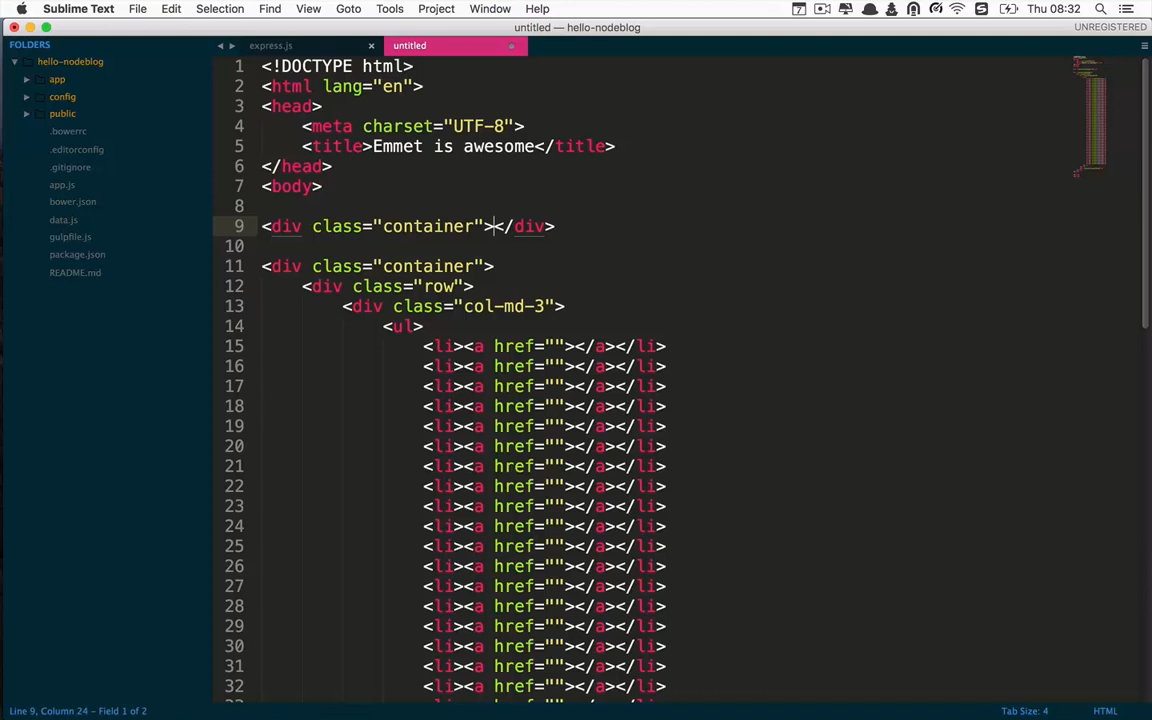 Sublime Text File Edit Selection Find View Goto Tools Project Window Help 7 S Thu 08:32
untitled — hello-nodeblog UNREGISTERED
FOLDERS
hello-nodeblog
app
config
public
.bowerrc
.editorconfig
.gitignore
app.js
bower.json
data.js
gulpfile.js
package.json
README.md
express.js × untitled
1 <!DOCTYPE html>
2 <html lang="en">
3 <head>
4 <meta charset="UTF-8">
5 <title>Emmet is awesome</title>
6 </head>
7 <body>
8
9 <div class="container"></div>
10
11 <div class="container">
12 <div class="row">
13 <div class="col-md-3">
14 <ul>
15 <li><a href=""></a></li>
16 <li><a href=""></a></li>
17 <li><a href=""></a></li>
18 <li><a href=""></a></li>
19 <li><a href=""></a></li>
20 <li><a href=""></a></li>
21 <li><a href=""></a></li>
22 <li><a href=""></a></li>
23 <li><a href=""></a></li>
24 <li><a href=""></a></li>
25 <li><a href=""></a></li>
26 <li><a href=""></a></li>
27 <li><a href=""></a></li>
28 <li><a href=""></a></li>
29 <li><a href=""></a></li>
30 <li><a href=""></a></li>
31 <li><a href=""></a></li>
32 <li><a href=""></a></li>
Line 9, Column 24 - Field 1 of 2 Tab Size: 4 HTML